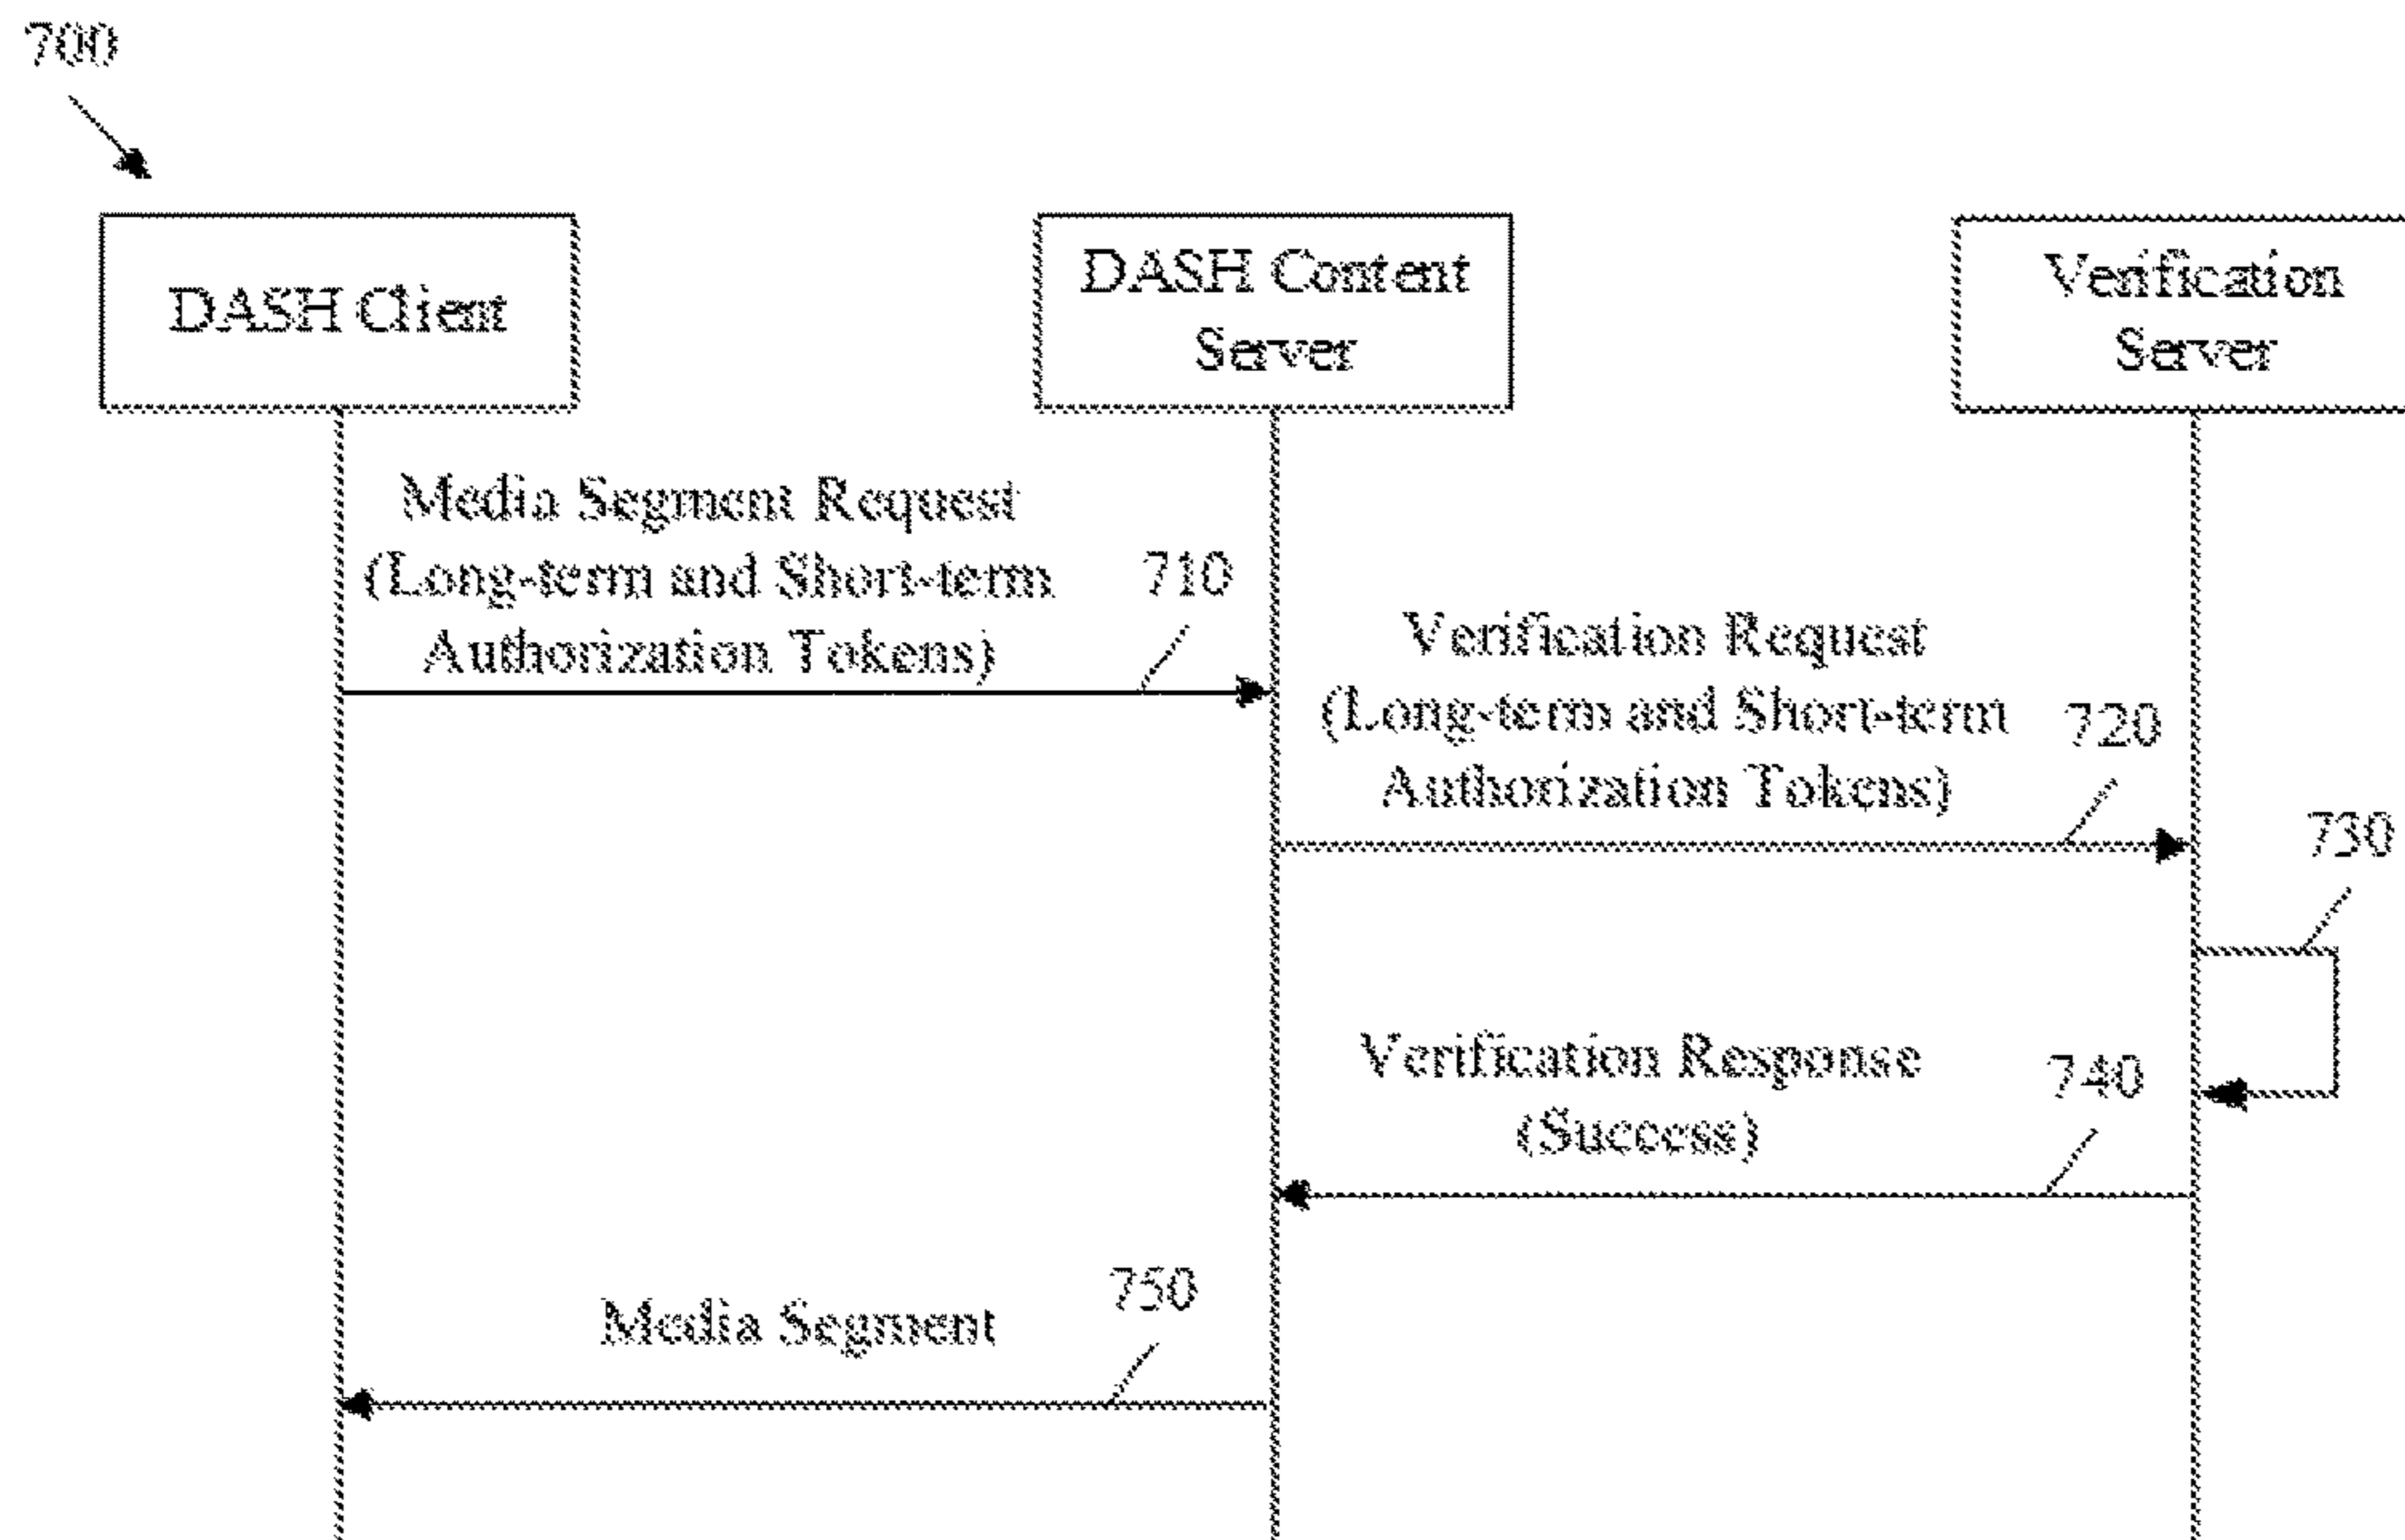 700
DASH Client
DASH Content
Server
Verification
Server
Media Segment Request
(Long-term and Short-term
Authorization Tokens)
710
Verification Request
(Long-term and Short-term
Authorization Tokens)
720
730
Verification Response
(Success)
740
Media Segment
750